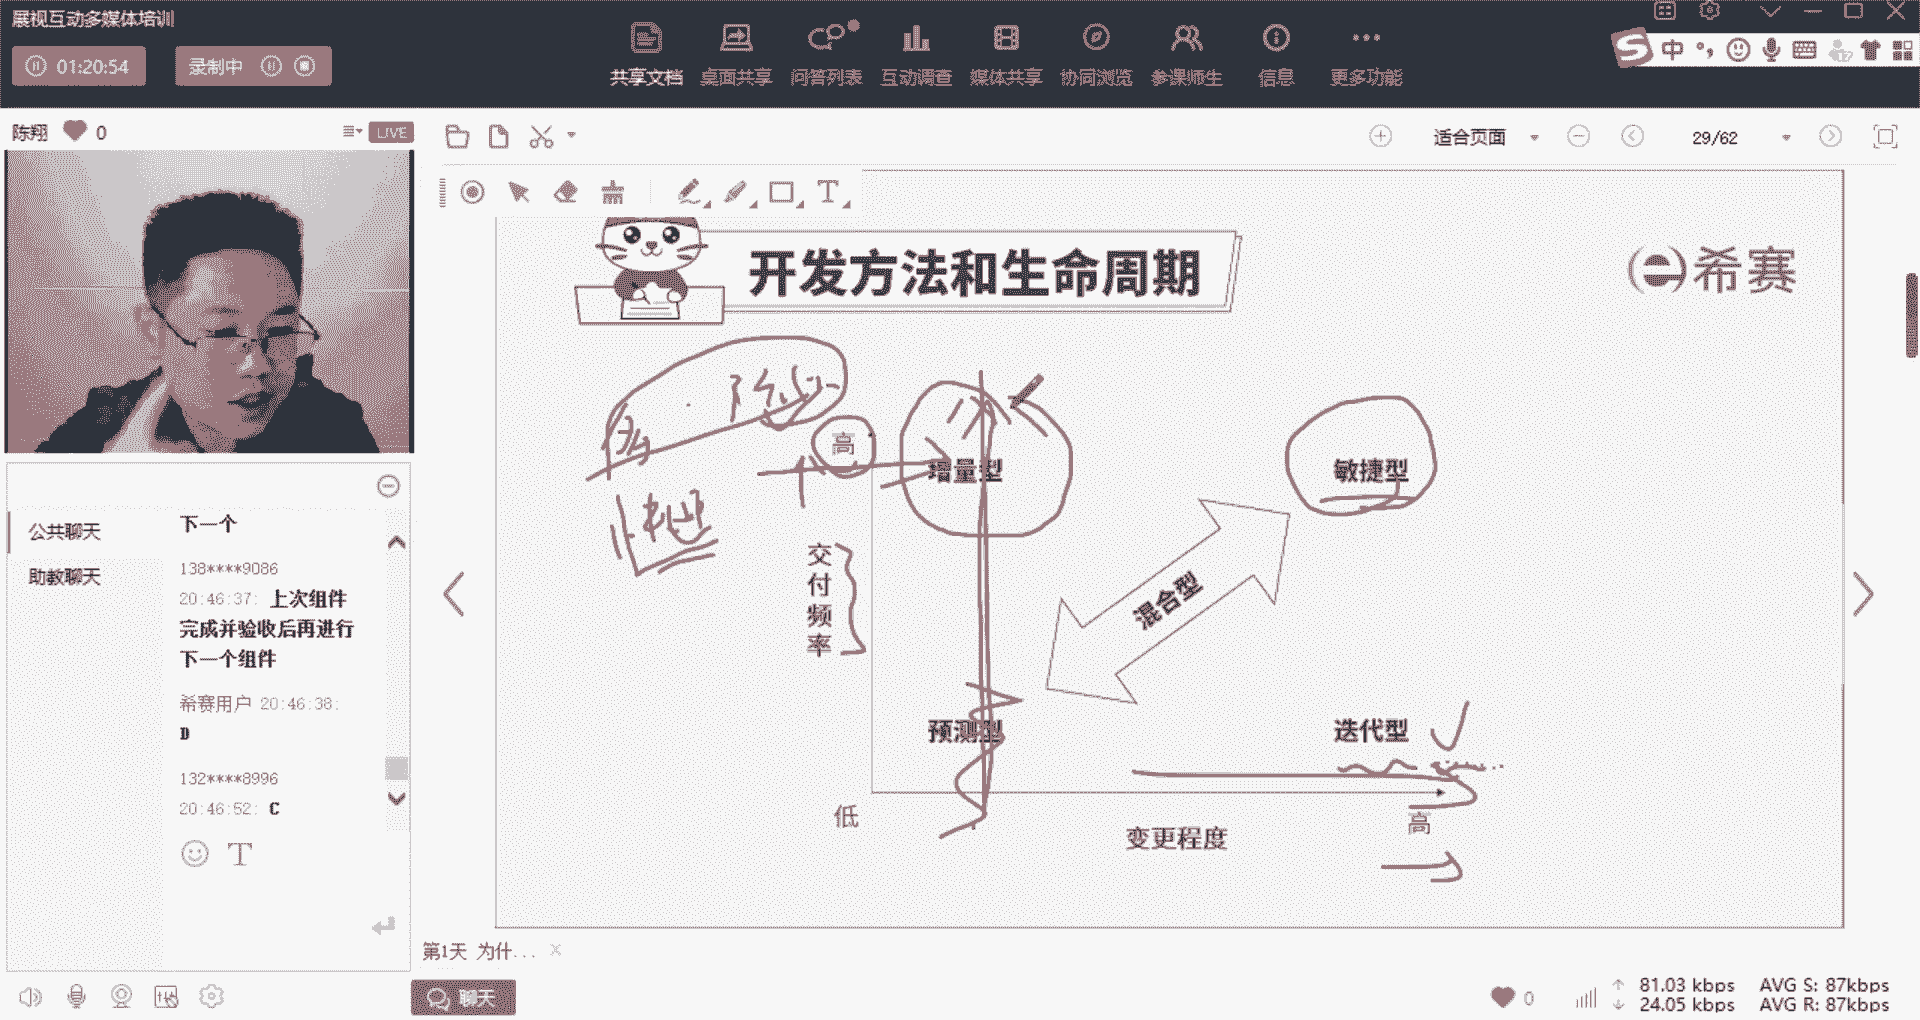 展视互动多媒体培训
01:20:54
录制中
共享文档 桌面共享 问答列表 互动调查 媒体共享 协同浏览 参课师生 信息 更多功能
中
陈翔 0
LIVE
适合页面
29/62
T
开发方法和生命周期
希赛
高
增量型
敏捷型
交付频率
混合型
预测型
迭代型
低
变更程度
高
公共聊天
助教聊天
下一个
138****9086
20:46:37: 上次组件
完成并验收后再进行
下一个组件
希赛用户 20:46:38:
D
132****8996
20:46:52: C
T
第1天 为什...
聊天
0
81.03 kbps AVG S: 87kbps
24.05 kbps AVG R: 87kbps